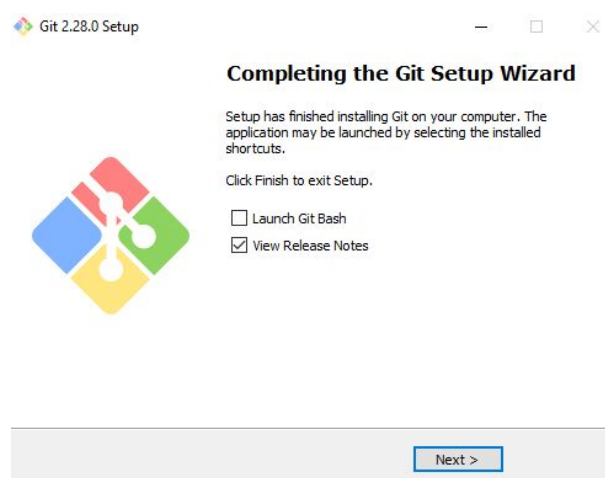 Git 2.28.0 Setup
Completing the Git Setup Wizard
Setup has finished installing Git on your computer. The
application may be launched by selecting the installed
shortcuts.
Click Finish to exit Setup.
Launch Git Bash
View Release Notes
Next >